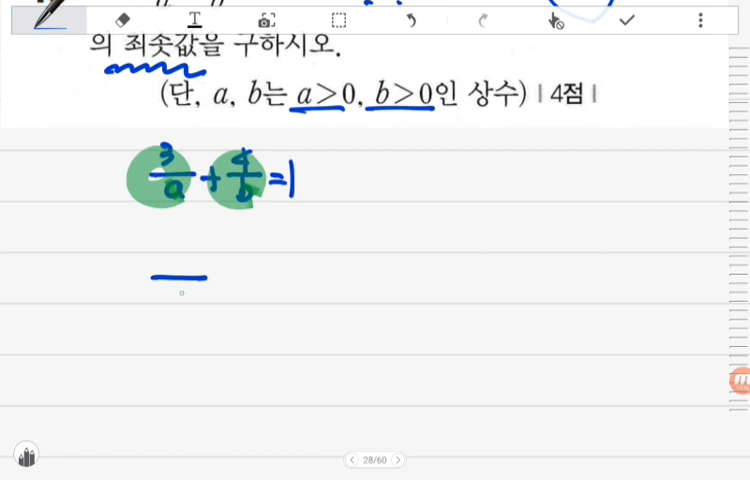 의 최솟값을 구하시오.
(단, a, b는 a>0, b>0인 상수) | 4점 |
3/a + 4/b = 1
28/60